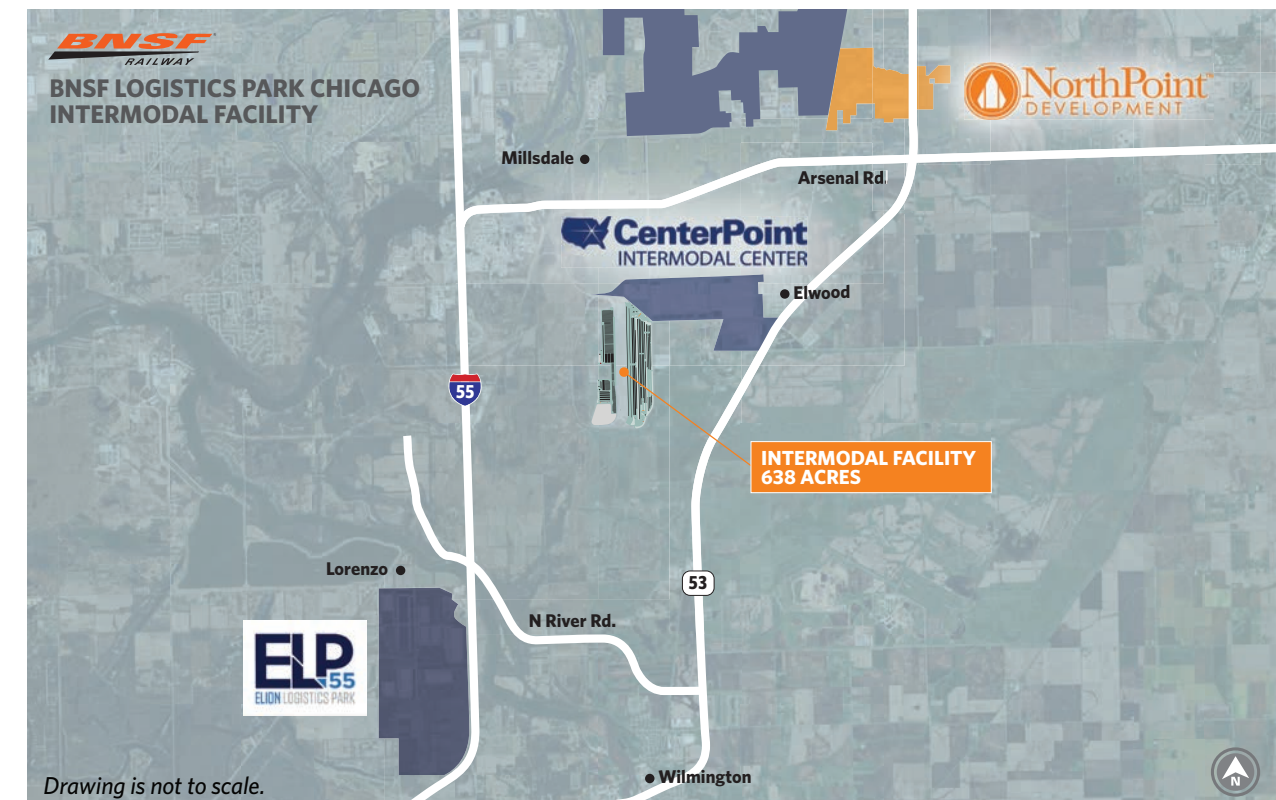 BNSF
RAILWAY
BNSF LOGISTICS PARK CHICAGO
INTERMODAL FACILITY
NorthPoint
DEVELOPMENT
Millsdale
Arsenal Rd
CenterPoint
INTERMODAL CENTER
Elwood
55
INTERMODAL FACILITY
638 ACRES
Lorenzo
53
N River Rd.
ELP
55
ELION LOGISTICS PARK
Wilmington
Drawing is not to scale.
N